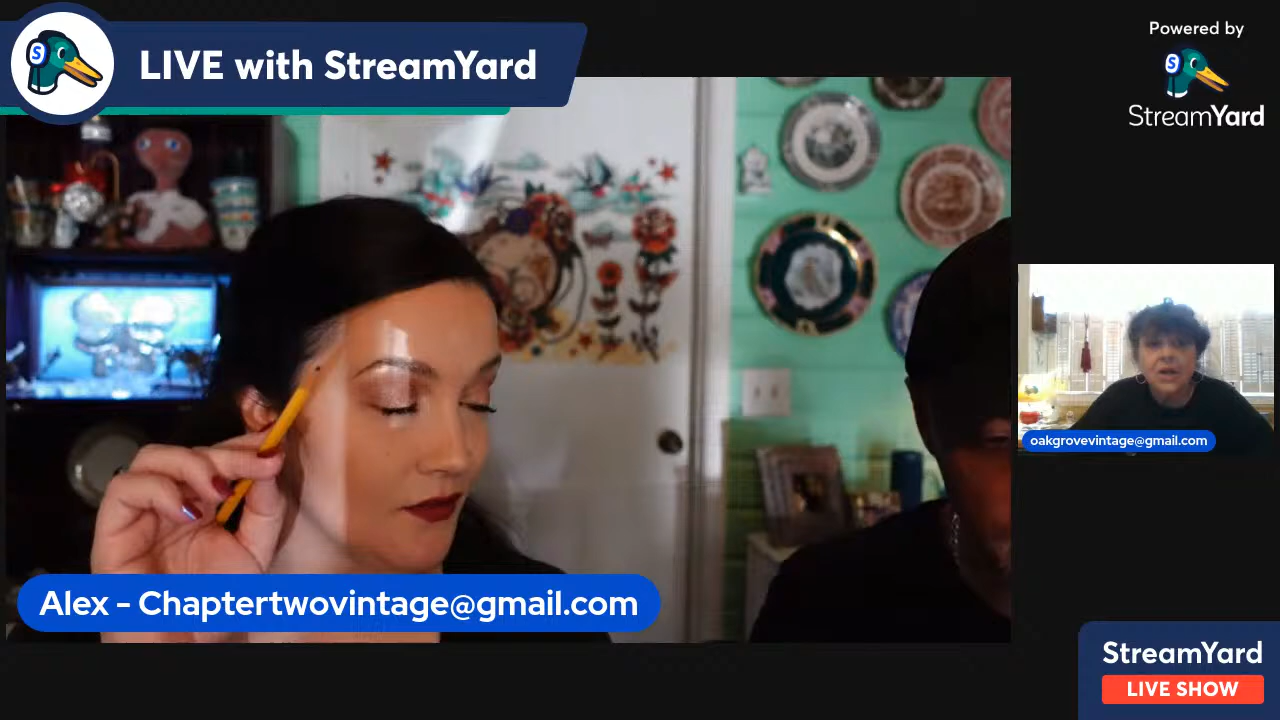 LIVE with StreamYard
Powered by
StreamYard
oakgrovevintage@gmail.com
Alex - Chaptertwovintage@gmail.com
StreamYard
LIVE SHOW